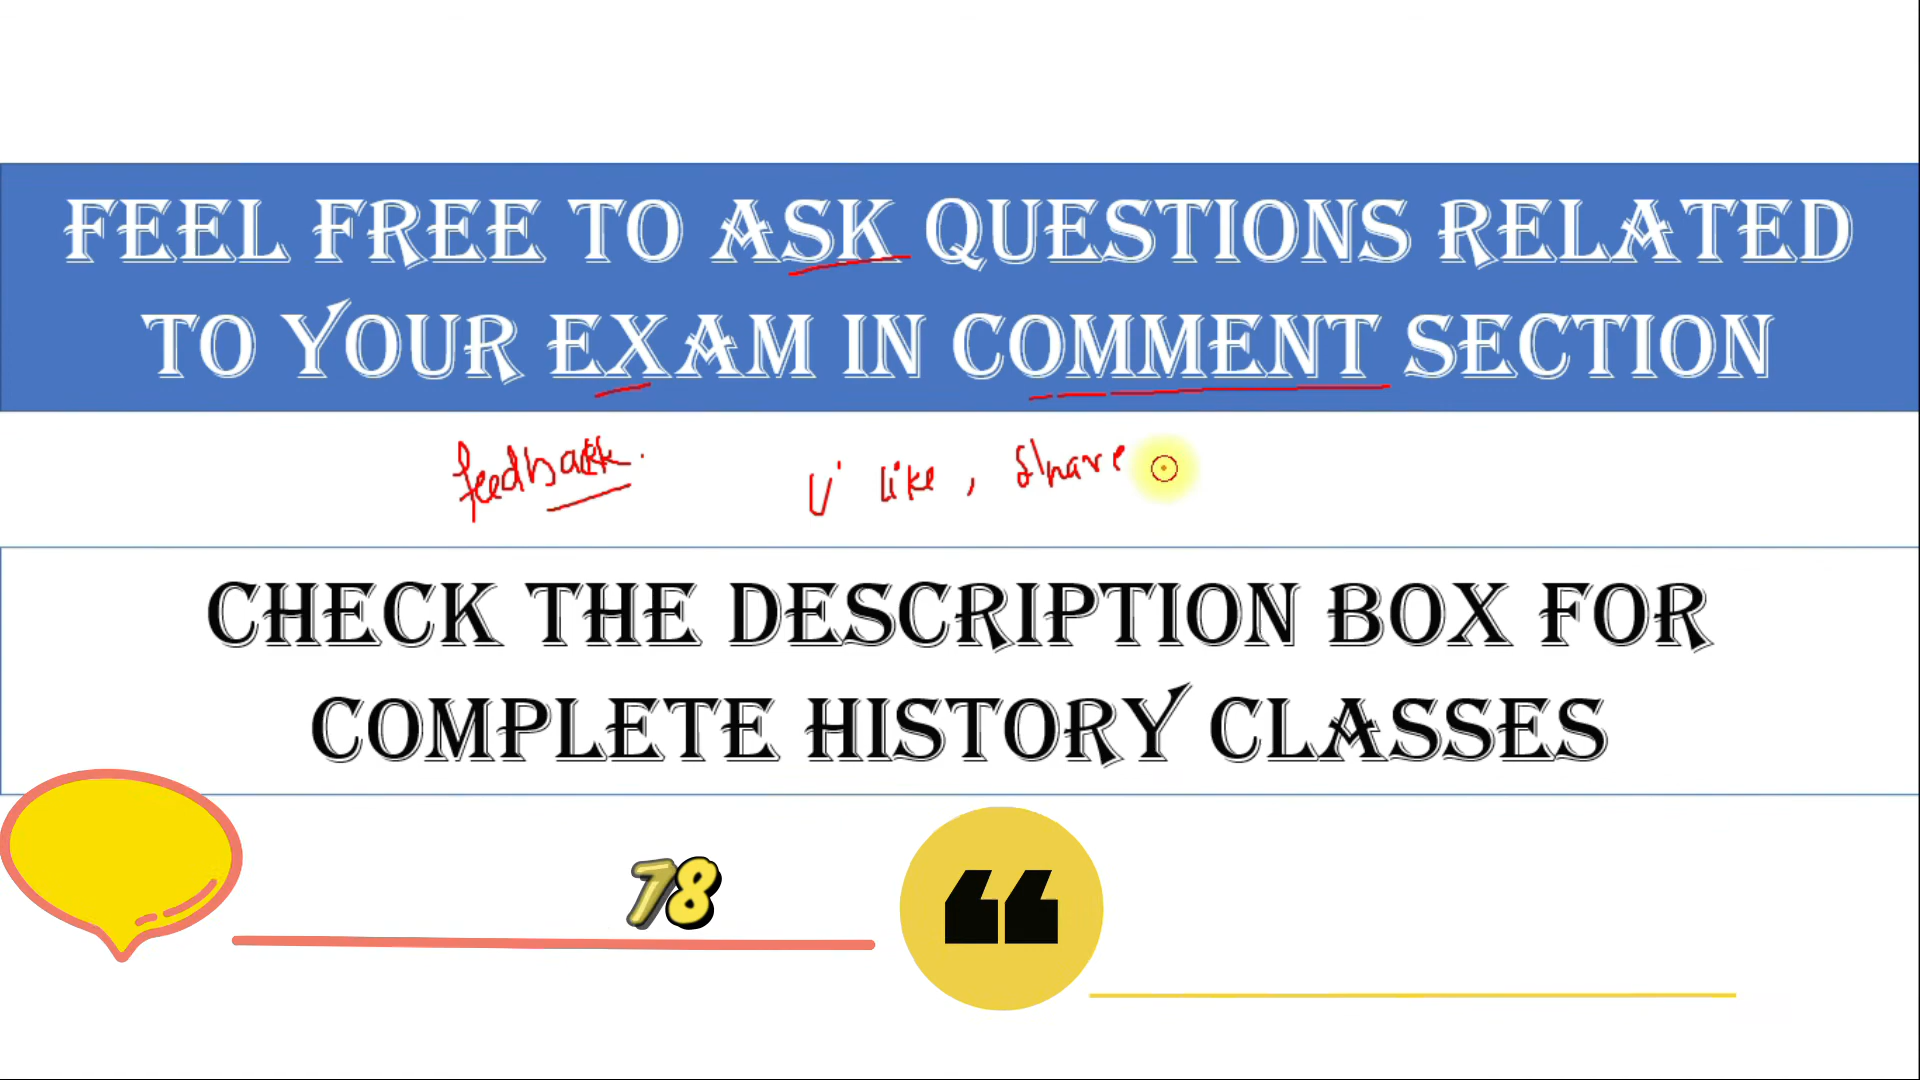 FEEL FREE TO ASK QUESTIONS RELATED
TO YOUR EXAM IN COMMENT SECTION
feedback. like, share
CHECK THE DESCRIPTION BOX FOR
COMPLETE HISTORY CLASSES
78
“